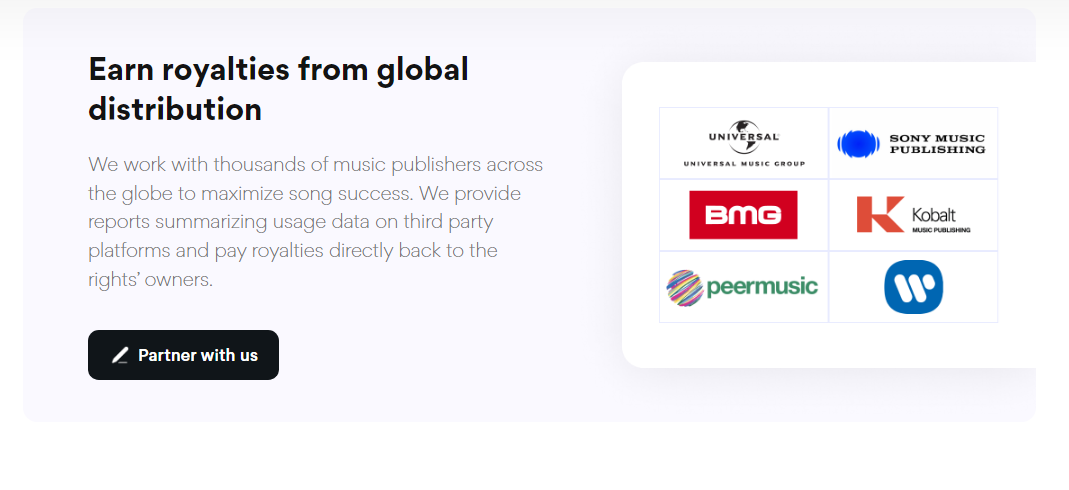 Earn royalties from global
distribution
We work with thousands of music publishers across
the globe to maximize song success. We provide
reports summarizing usage data on third party
platforms and pay royalties directly back to the
rights’ owners.
Partner with us
UNIVERSAL
UNIVERSAL MUSIC GROUP
SONY MUSIC
PUBLISHING
BMG
Kobalt
MUSIC PUBLISHING
peermusic